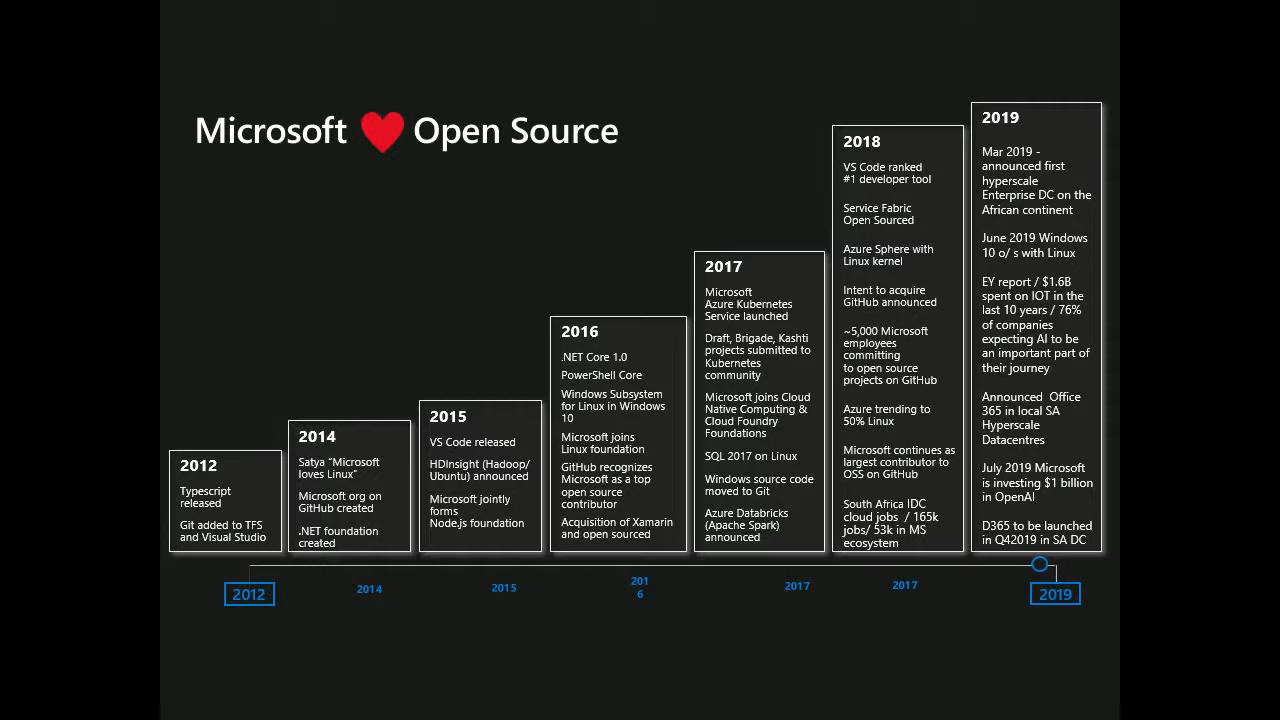 Microsoft ❤ Open Source
2012
Typescript
released
Git added to TFS
and Visual Studio
2014
Satya “Microsoft
loves Linux”
Microsoft org on
GitHub created
.NET foundation
created
2015
VS Code released
HDInsight (Hadoop/
Ubuntu) announced
Microsoft jointly
forms
Node.js foundation
2016
.NET Core 1.0
PowerShell Core
Windows Subsystem
for Linux in Windows
10
Microsoft joins
Linux foundation
GitHub recognizes
Microsoft as a top
open source
contributor
Acquisition of Xamarin
and open sourced
2017
Microsoft
Azure Kubernetes
Service launched
Draft, Brigade, Kashti
projects submitted to
Kubernetes
community
Microsoft joins Cloud
Native Computing &
Cloud Foundry
Foundations
SQL 2017 on Linux
Windows source code
moved to Git
Azure Databricks
(Apache Spark)
announced
2018
VS Code ranked
#1 developer tool
Service Fabric
Open Sourced
Azure Sphere with
Linux kernel
Intent to acquire
GitHub announced
~5,000 Microsoft
employees
committing
to open source
projects on GitHub
Azure trending to
50% Linux
Microsoft continues as
largest contributor to
OSS on GitHub
South Africa IDC
cloud jobs / 165k
jobs/ 53k in MS
ecosystem
2019
Mar 2019 -
announced first
hyperscale
Enterprise DC on the
African continent
June 2019 Windows
10 o/ s with Linux
EY report / $1.6B
spent on IOT in the
last 10 years / 76%
of companies
expecting AI to be
an important part of
their journey
Announced Office
365 in local SA
Hyperscale
Datacentres
July 2019 Microsoft
is investing $1 billion
in OpenAI
D365 to be launched
in Q42019 in SA DC
2012
2014
2015
201
6
2017
2017
2019